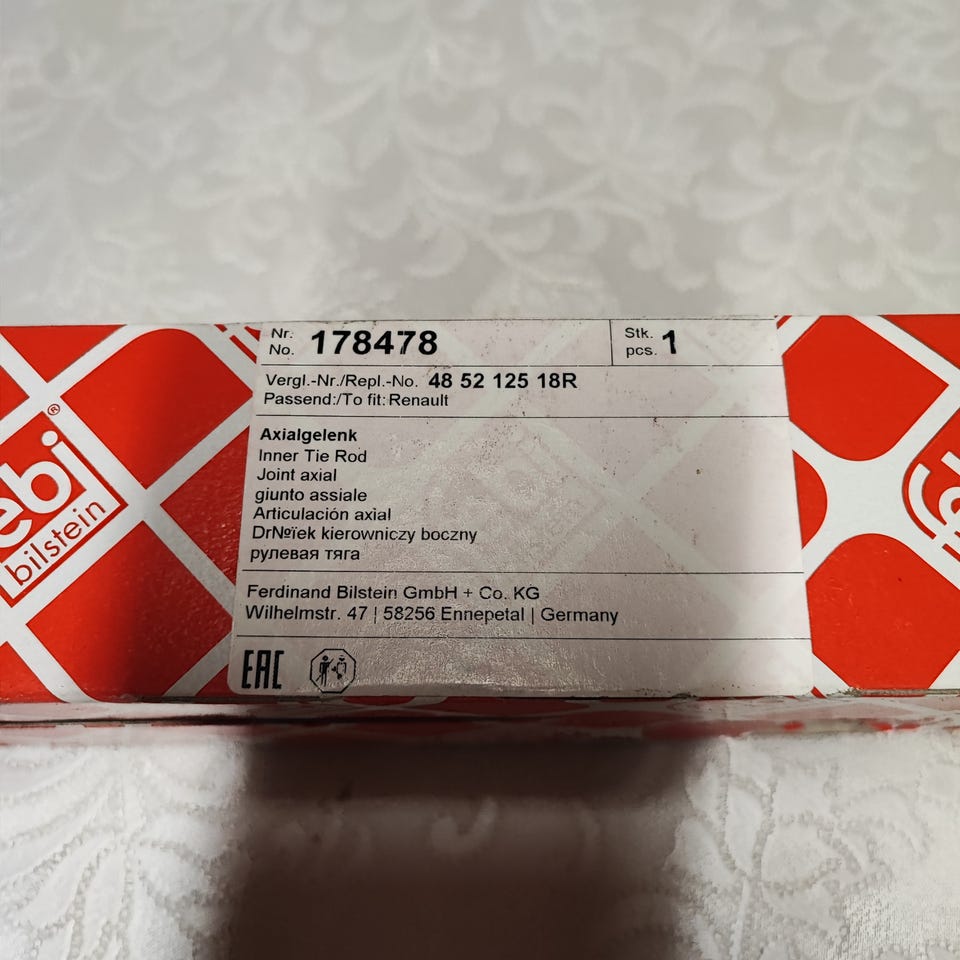 Nr.
No. 178478
Stk.
pcs. 1
Vergl.-Nr./Repl.-No. 48 52 125 18R
Passend:/To fit: Renault
Axialgelenk
Inner Tie Rod
Joint axial
giunto assiale
Articulación axial
Dr№ïek kierowniczy boczny
рулевая тяга
Ferdinand Bilstein GmbH + Co. KG
Wilhelmstr. 47 | 58256 Ennepetal | Germany
EAC
ebi®
bilstein